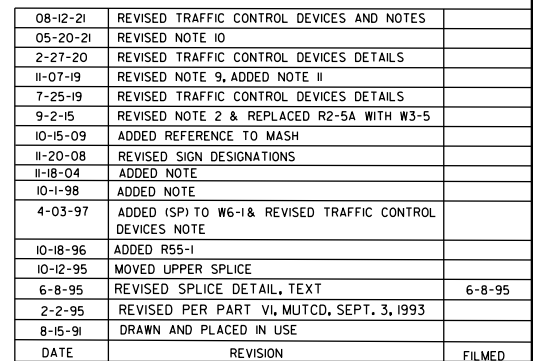 08-12-21 REVISED TRAFFIC CONTROL DEVICES AND NOTES
05-20-21 REVISED NOTE 10
2-27-20 REVISED TRAFFIC CONTROL DEVICES DETAILS
11-07-19 REVISED NOTE 9, ADDED NOTE 11
7-25-19 REVISED TRAFFIC CONTROL DEVICES DETAILS
9-2-15 REVISED NOTE 2 & REPLACED R2-5A WITH W3-5
10-15-09 ADDED REFERENCE TO MASH
11-20-08 REVISED SIGN DESIGNATIONS
11-18-04 ADDED NOTE
10-1-98 ADDED NOTE
4-03-97 ADDED (SP) TO W6-1 & REVISED TRAFFIC CONTROL
DEVICES NOTE
10-18-96 ADDED R55-1
10-12-95 MOVED UPPER SPLICE
6-8-95 REVISED SPLICE DETAIL, TEXT 6-8-95
2-2-95 REVISED PER PART VI, MUTCD, SEPT. 3, 1993
8-15-91 DRAWN AND PLACED IN USE
DATE REVISION FILMED